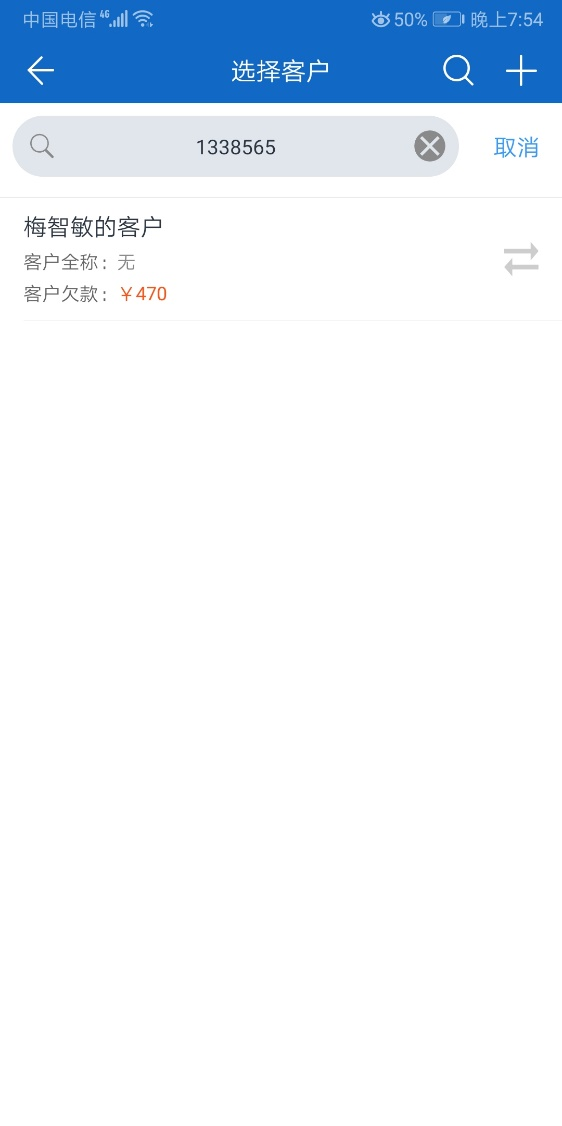 中国电信 4G 50% 晚上7:54
选择客户
1338565 取消
梅智敏的客户
客户全称：无
客户欠款：￥470